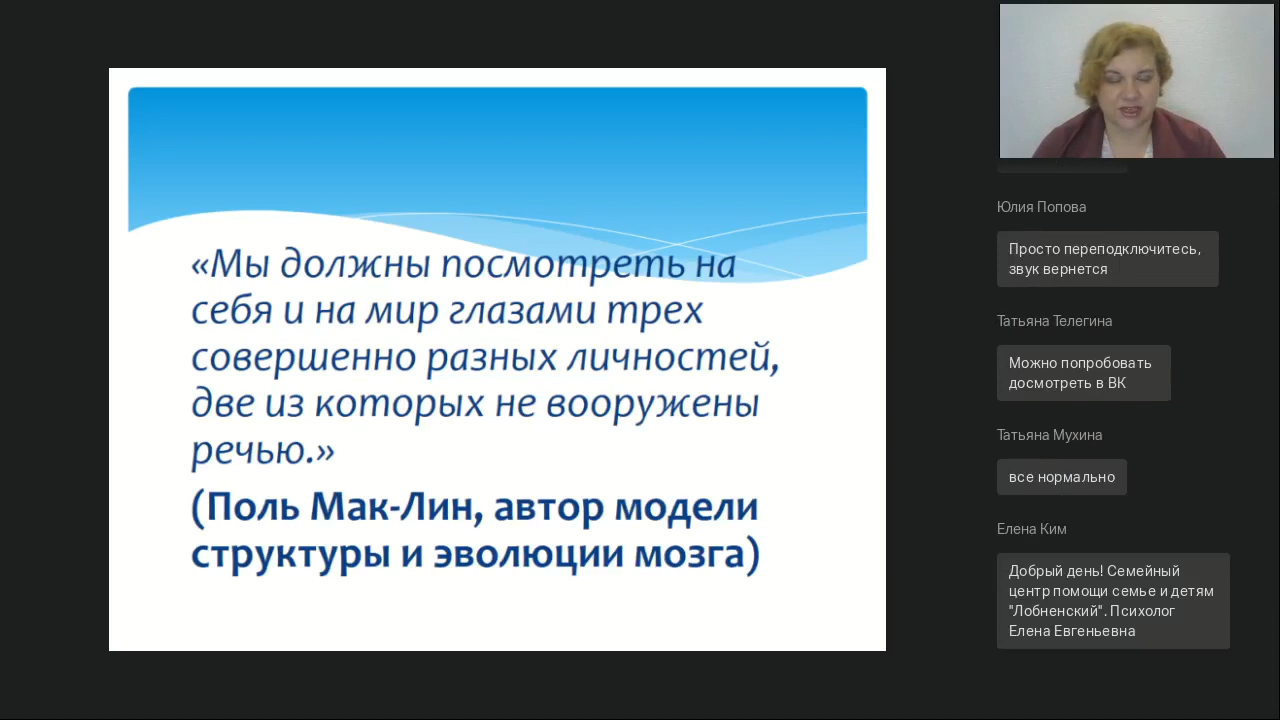 «Мы должны посмотреть на
себя и на мир глазами трех
совершенно разных личностей,
две из которых не вооружены
речью.»
(Поль Мак-Лин, автор модели
структуры и эволюции мозга)
Юлия Попова
Просто переподключитесь,
звук вернется
Татьяна Телегина
Можно попробовать
досмотреть в ВК
Татьяна Мухина
все нормально
Елена Ким
Добрый день! Семейный
центр помощи семье и детям
"Лобненский". Психолог
Елена Евгеньевна